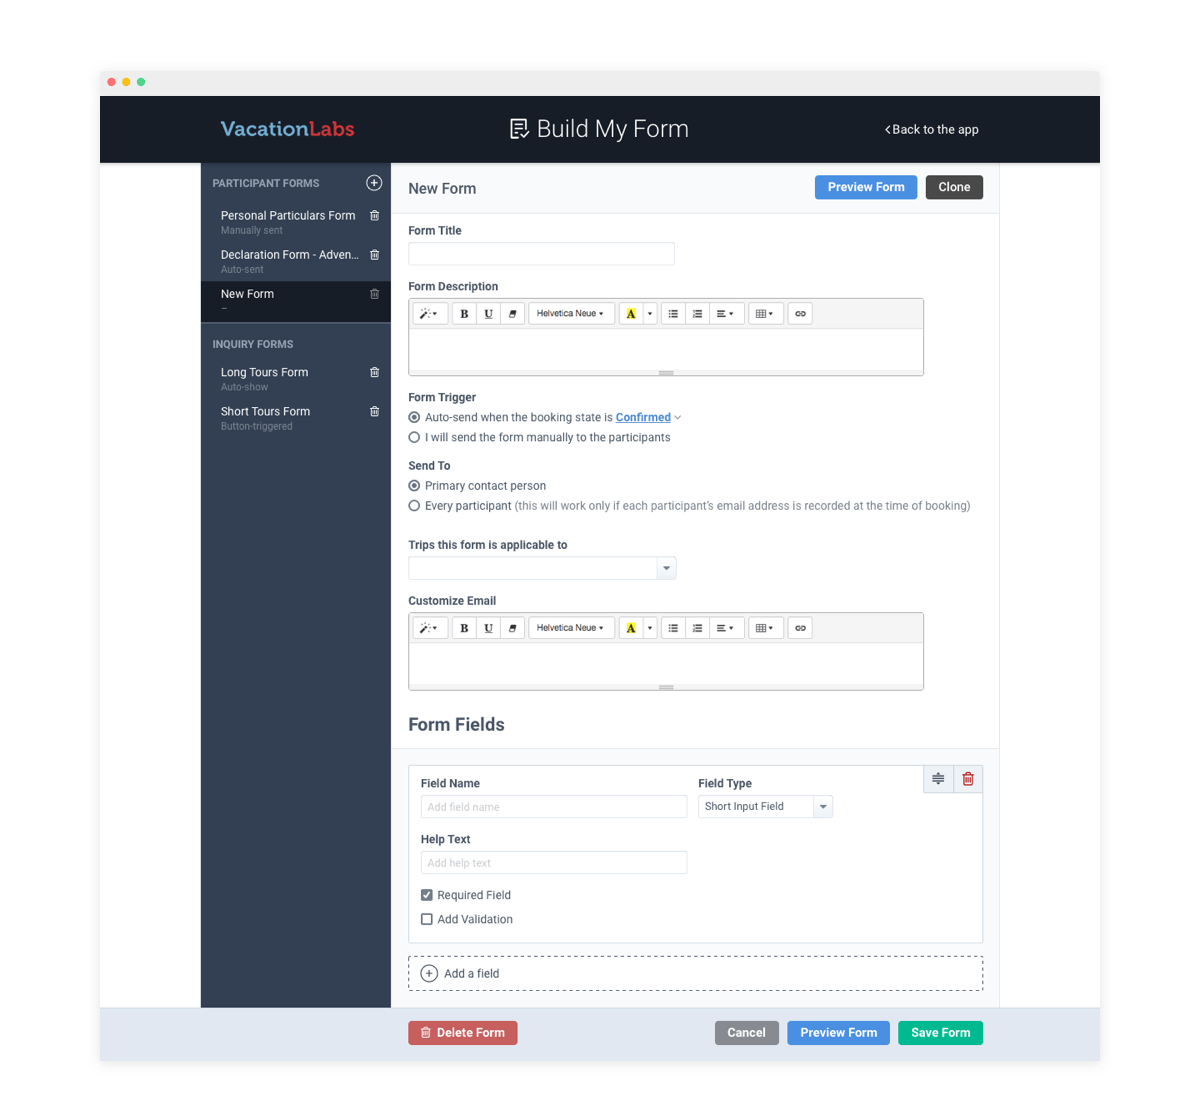 VacationLabs
Build My Form
Back to the app
PARTICIPANT FORMS
Personal Particulars Form
Manually sent
Declaration Form - Adven...
Auto-sent
New Form
–
INQUIRY FORMS
Long Tours Form
Auto-show
Short Tours Form
Button-triggered
New Form
Preview Form
Clone
Form Title
Form Description
B U Helvetica Neue A
Form Trigger
Auto-send when the booking state is Confirmed
I will send the form manually to the participants
Send To
Primary contact person
Every participant (this will work only if each participant's email address is recorded at the time of booking)
Trips this form is applicable to
Customize Email
B U Helvetica Neue A
Form Fields
Field Name
Field Type
Add field name
Short Input Field
Help Text
Add help text
Required Field
Add Validation
Add a field
Delete Form
Cancel
Preview Form
Save Form